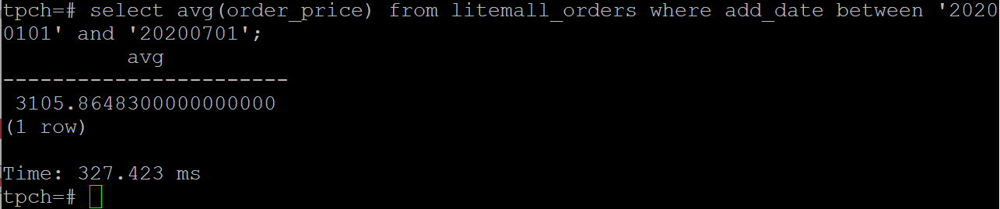 tpch=# select avg(order_price) from litemall_orders where add_date between '2020
0101' and '20200701';
avg
-----------------------
3105.8648300000000000
(1 row)
Time: 327.423 ms
tpch=#